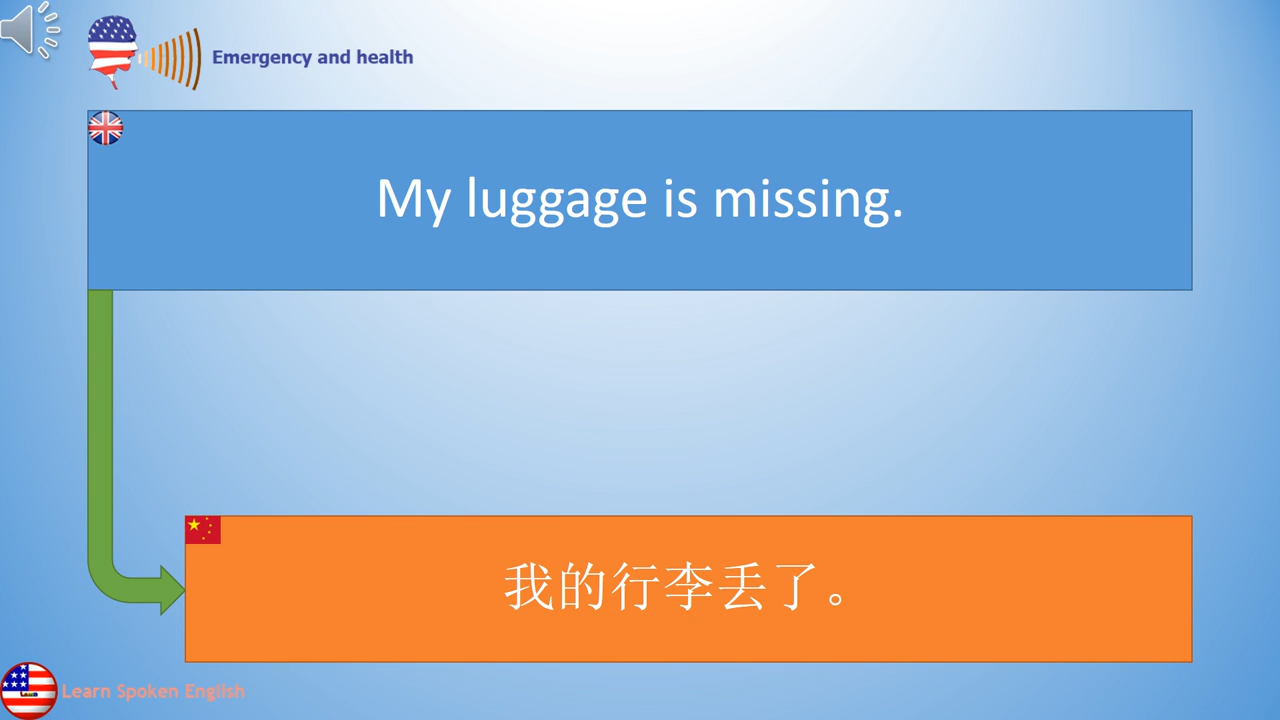 Emergency and health
My luggage is missing.
我的行李丢了。
Learn Spoken English